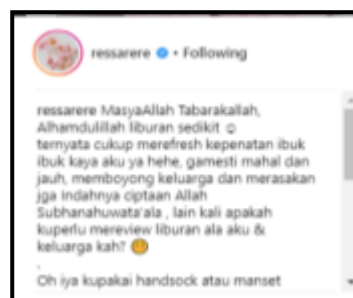 ressarere • Following
ressarere MasyaAllah Tabarakallah,
Alhamdulillah liburan sedikit
ternyata cukup merefresh kepenatan ibuk
ibuk kaya aku ya hehe, gamesti mahal dan
jauh, memboyong keluarga dan merasakan
jga Indahnya ciptaan Allah
Subhanahuwata'ala , lain kali apakah
kuperlu mereview liburan ala aku &
keluarga kah?
.
Oh iya kupakai handsock atau manset